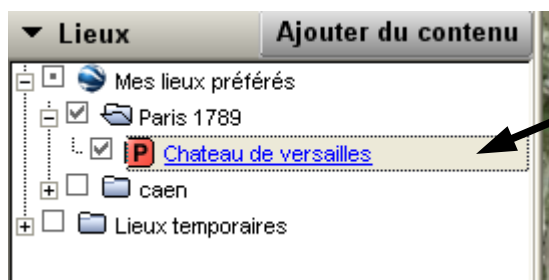 Lieux Ajouter du contenu
Mes lieux préférés
Paris 1789
P Chateau de versailles
caen
Lieux temporaires